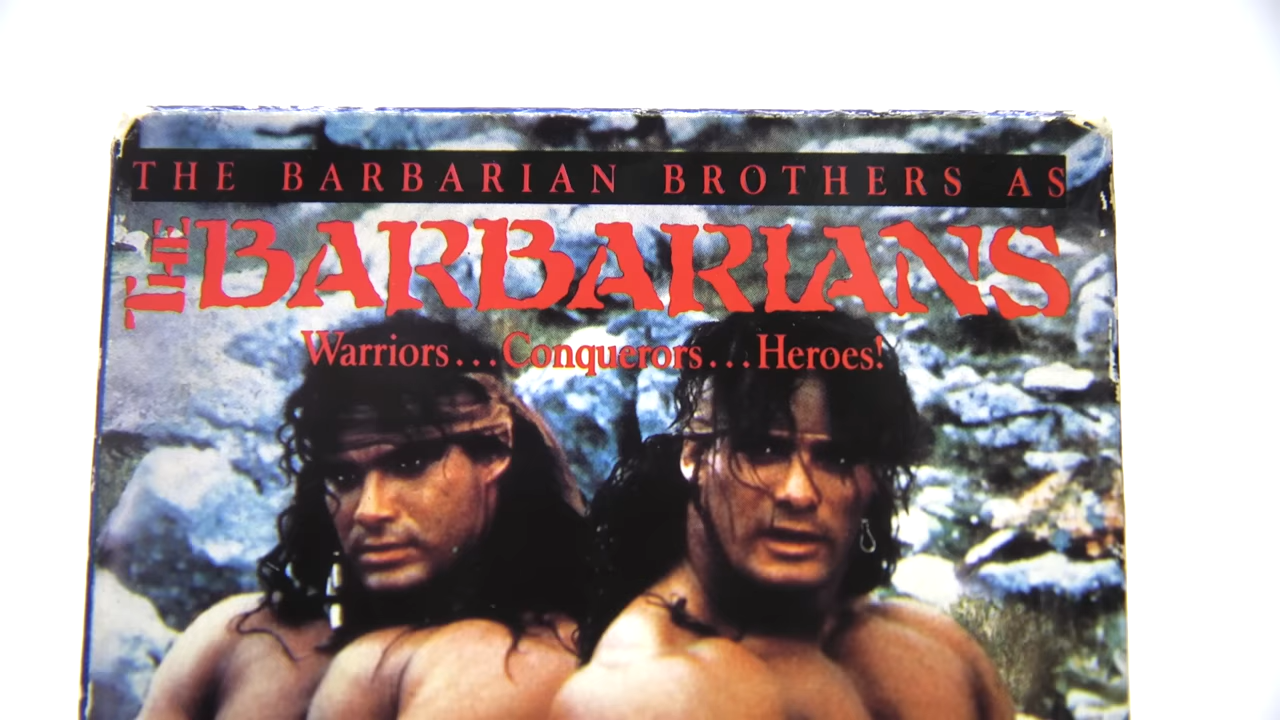 THE BARBARIAN BROTHERS AS
THE BARBARIANS
Warriors...Conquerors...Heroes!